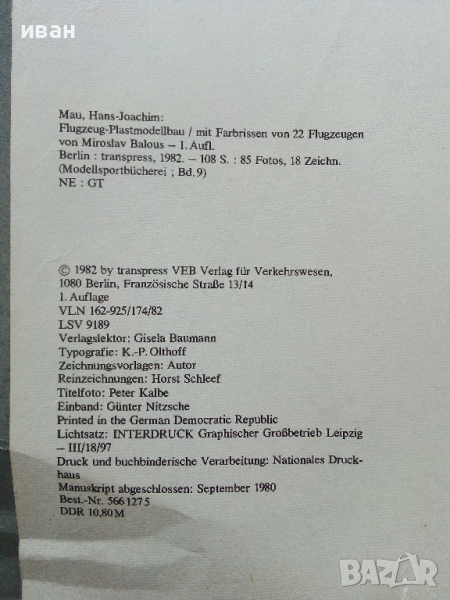 иван
Mau, Hans-Joachim:
Flugzeug-Plastmodellbau / mit Farbrissen von 22 Flugzeugen
von Miroslav Balous – 1. Aufl.
Berlin : transpress, 1982. – 108 S. : 85 Fotos, 18 Zeichn.
(Modellsportbücherei ; Bd. 9)
NE : GT
© 1982 by transpress VEB Verlag für Verkehrswesen,
1080 Berlin, Französische Straße 13/14
1. Auflage
VLN 162-925/174/82
LSV 9189
Verlagslektor: Gisela Baumann
Typografie: K.-P. Olthoff
Zeichnungsvorlagen: Autor
Reinzeichnungen: Horst Schleef
Titelfoto: Peter Kalbe
Einband: Günter Nitzsche
Printed in the German Democratic Republic
Lichtsatz: INTERDRUCK Graphischer Großbetrieb Leipzig
– III/18/97
Druck und buchbinderische Verarbeitung: Nationales Druck-
haus
Manuskript abgeschlossen: September 1980
Best.-Nr. 566 127 5
DDR 10,80 M
BAZAR